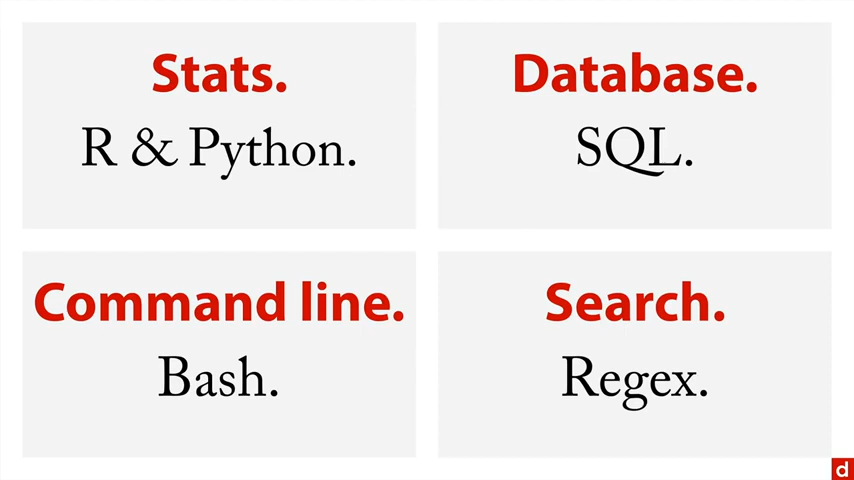 Stats.
R & Python.
Database.
SQL.
Command line.
Bash.
Search.
Regex.
d